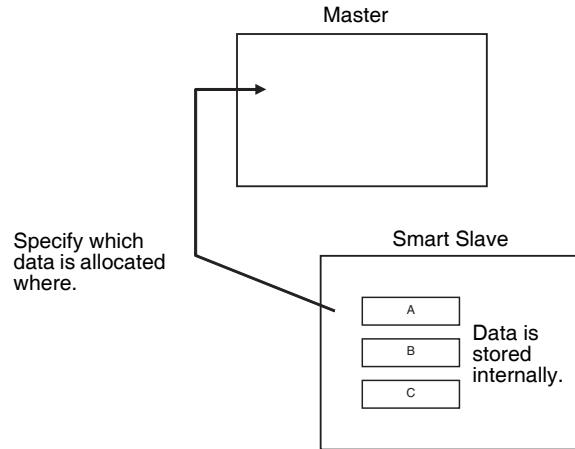 Master
Specify which
data is allocated
where.
Smart Slave
A
B
C
Data is
stored
internally.